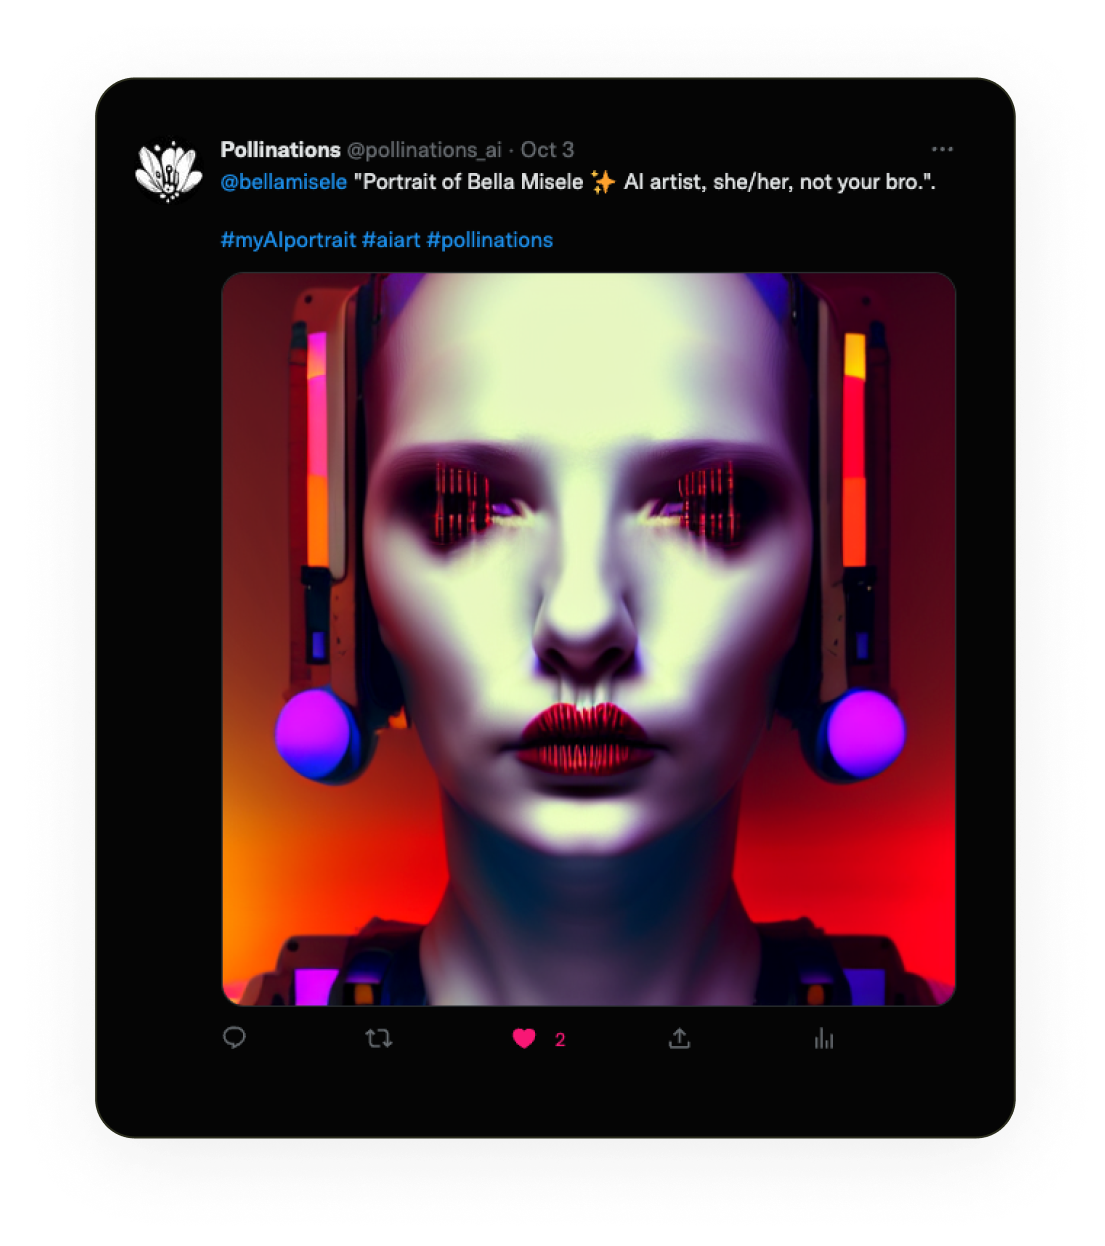 Pollinations @pollinations_ai · Oct 3
@bellamisele "Portrait of Bella Misele ✨ AI artist, she/her, not your bro.".
#myAIportrait #aiart #pollinations
2